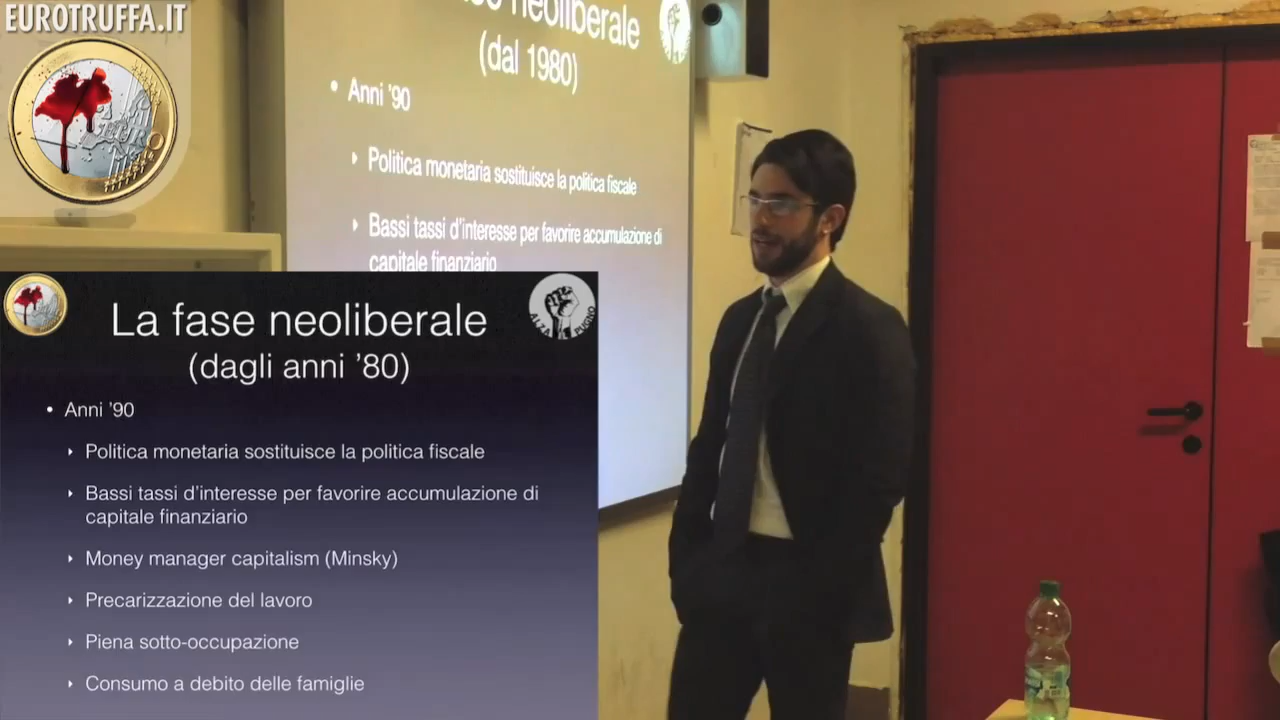 EUROTRUFFA.IT
neoliberale
(dal 1980)
• Anni '90
‣ Politica monetaria sostituisce la politica fiscale
‣ Bassi tassi d'interesse per favorire accumulazione di
capitale finanziario
La fase neoliberale
(dagli anni '80)
ALZA IL PUGNO
• Anni '90
‣ Politica monetaria sostituisce la politica fiscale
‣ Bassi tassi d'interesse per favorire accumulazione di
capitale finanziario
‣ Money manager capitalism (Minsky)
‣ Precarizzazione del lavoro
‣ Piena sotto-occupazione
‣ Consumo a debito delle famiglie